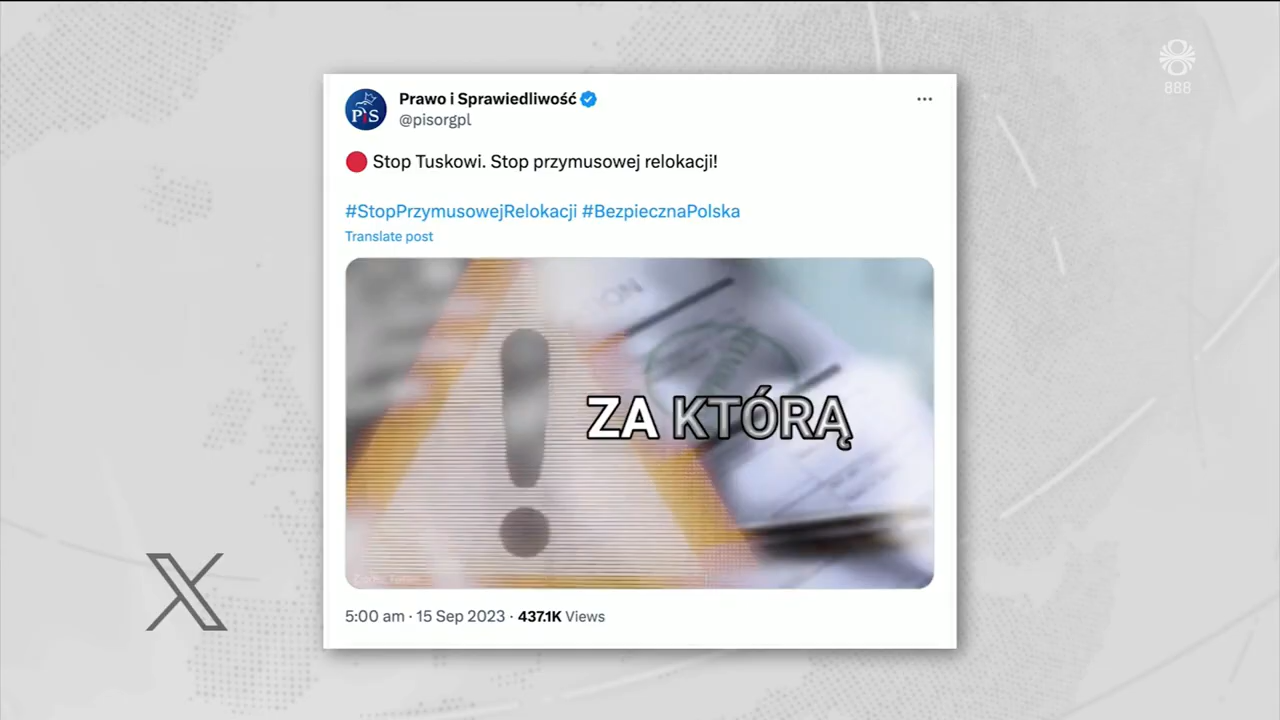 888
PiS
Prawo i Sprawiedliwość
@pisorgpl
Stop Tuskowi. Stop przymusowej relokacji!
#StopPrzymusowejRelokacji #BezpiecznaPolska
Translate post
ZA KTÓRĄ
5:00 am · 15 Sep 2023 · 437.1K Views